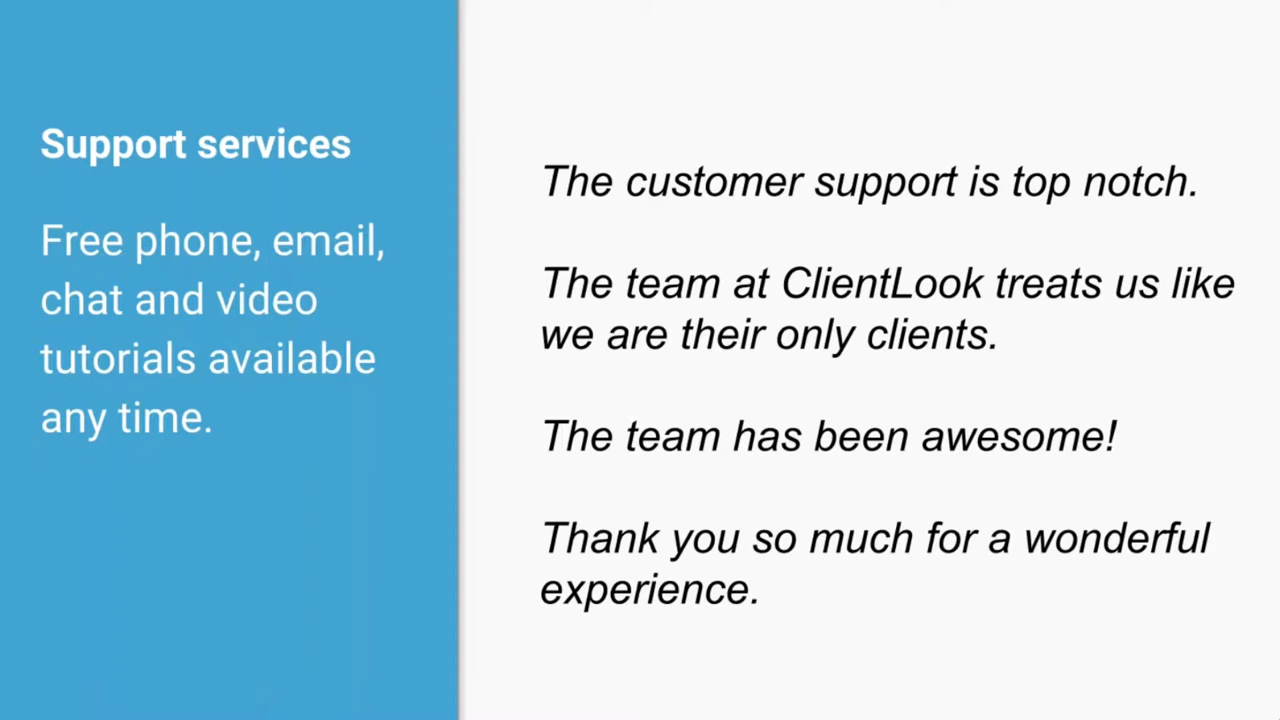 Support services
Free phone, email,
chat and video
tutorials available
any time.
The customer support is top notch.
The team at ClientLook treats us like
we are their only clients.
The team has been awesome!
Thank you so much for a wonderful
experience.